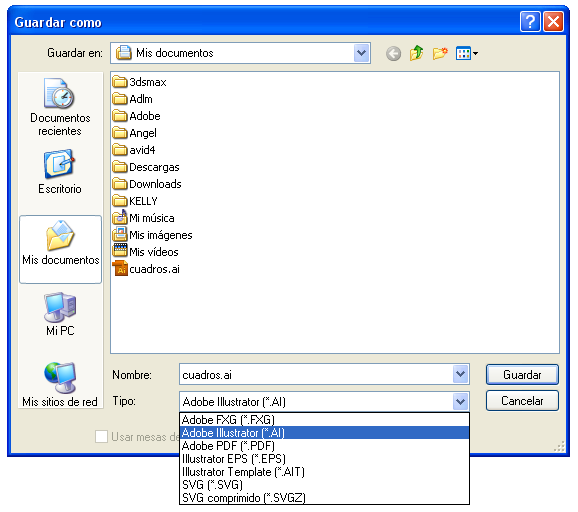 Guardar como
Guardar en: Mis documentos
3dsmax
Adlm
Adobe
Angel
avid4
Descargas
Downloads
KELLY
Mi música
Mis imágenes
Mis vídeos
cuadros.ai
Documentos
recientes
Escritorio
Mis documentos
Mi PC
Mis sitios de red
Nombre: cuadros.ai Guardar
Tipo: Adobe Illustrator (*.AI) Cancelar
Usar mesas de
Adobe FXG (*.FXG)
Adobe Illustrator (*.AI)
Adobe PDF (*.PDF)
Illustrator EPS (*.EPS)
Illustrator Template (*.AIT)
SVG (*.SVG)
SVG comprimido (*.SVGZ)